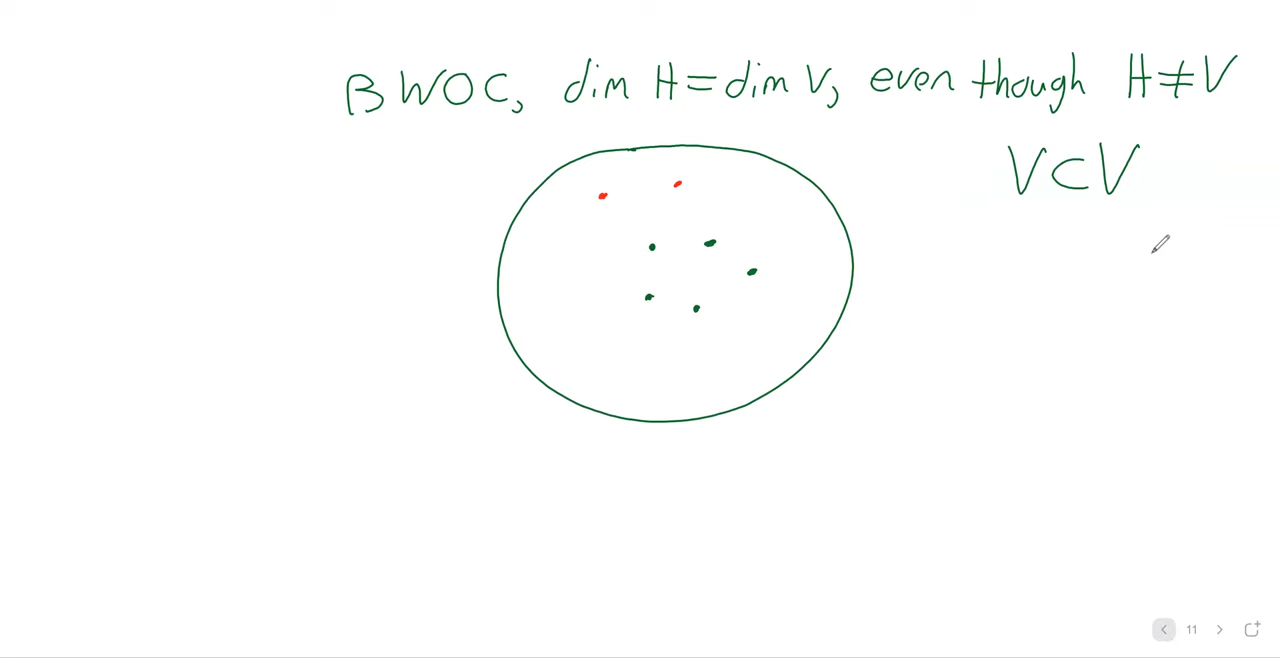 BWOC, dim H = dim V, even though H ≠ V
V ⊂ V
11